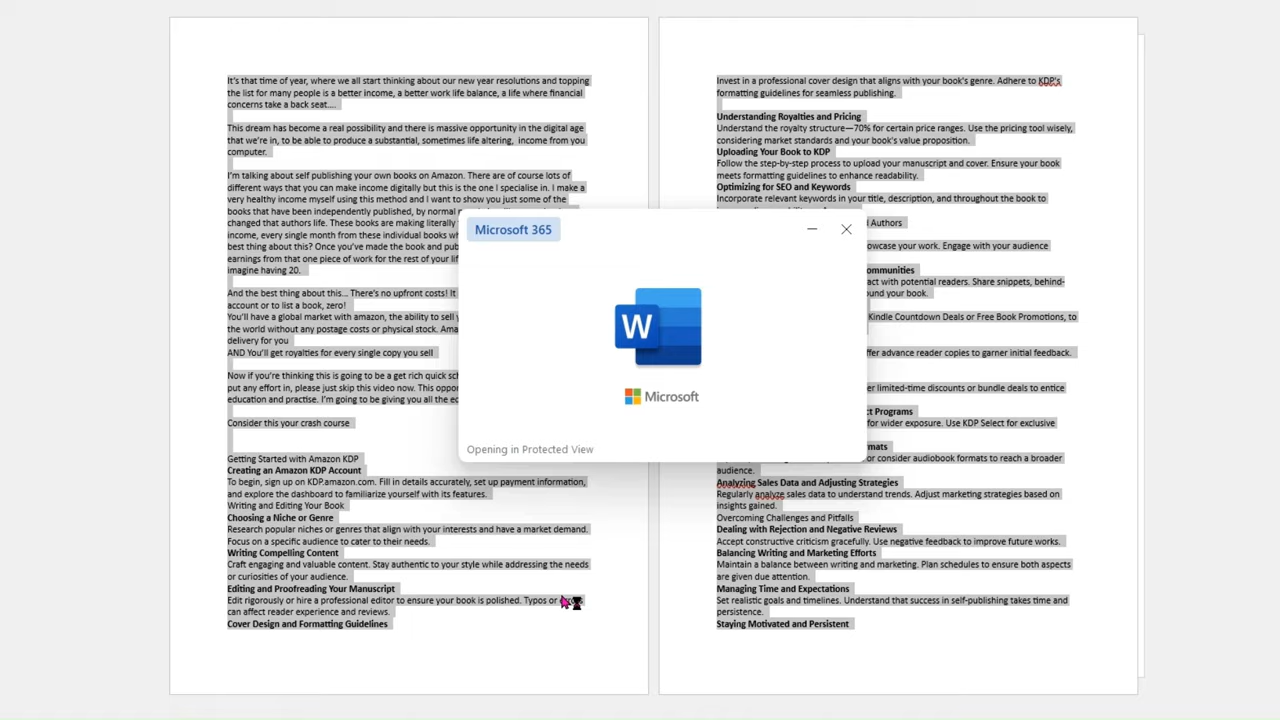 It's that time of year, where we all start thinking about our new year resolutions and topping
the list for many people is a better income, a better work life balance, a life where financial
concerns take a back seat....
This dream has become a real possibility and there is massive opportunity in the digital age
that we're in, to be able to produce a substantial, sometimes life altering, income from you
computer.
I'm talking about self publishing your own books on Amazon. There are of course lots of
different ways that you can make income digitally but this is the one I specialise in. I make a
very healthy income myself using this method and I want to show you just some of the
books that have been independently published, by normal
changed that authors life. These books are making literally
income, every single month from these individual books
best thing about this? Once you've made the book and
earnings from that one piece of work for the rest of your
imagine having 20.
And the best thing about this... There's no upfront costs! It
account or to list a book, zero!
You'll have a global market with amazon, the ability to sell
the world without any postage costs or physical stock.
delivery for you
AND You'll get royalties for every single copy you sell
Now if you're thinking this is going to be a get rich quick
put any effort in, please just skip this video now. This
education and practise. I'm going to be giving you all the
Consider this your crash course
Getting Started with Amazon KDP
Creating an Amazon KDP Account
To begin, sign up on KDP.amazon.com. Fill in details accurately, set up payment information,
and explore the dashboard to familiarize yourself with its features.
Writing and Editing Your Book
Choosing a Niche or Genre
Research popular niches or genres that align with your interests and have a market demand.
Focus on a specific audience to cater to their needs.
Writing Compelling Content
Craft engaging and valuable content. Stay authentic to your style while addressing the needs
or curiosities of your audience.
Editing and Proofreading Your Manuscript
Edit rigorously or hire a professional editor to ensure your book is polished. Typos or
can affect reader experience and reviews.
Cover Design and Formatting Guidelines
Microsoft 365
W
Microsoft
Opening in Protected View
Invest in a professional cover design that aligns with your book's genre. Adhere to KDP's
formatting guidelines for seamless publishing.
Understanding Royalties and Pricing
Understand the royalty structure—70% for certain price ranges. Use the pricing tool wisely,
considering market standards and your book's value proposition.
Uploading Your Book to KDP
Follow the step-by-step process to upload your manuscript and cover. Ensure your book
meets formatting guidelines to enhance readability.
Optimizing for SEO and Keywords
Incorporate relevant keywords in your title, description, and throughout the book to
Authors
your work. Engage with your audience
with potential readers. Share snippets, behind-
your book.
Kindle Countdown Deals or Free Book Promotions, to
advance reader copies to garner initial feedback.
limited-time discounts or bundle deals to entice
Programs
for wider exposure. Use KDP Select for exclusive
or consider audiobook formats to reach a broader
audience.
Analyzing Sales Data and Adjusting Strategies
Regularly analyze sales data to understand trends. Adjust marketing strategies based on
insights gained.
Overcoming Challenges and Pitfalls
Dealing with Rejection and Negative Reviews
Accept constructive criticism gracefully. Use negative feedback to improve future works.
Balancing Writing and Marketing Efforts
Maintain a balance between writing and marketing. Plan schedules to ensure both aspects
are given due attention.
Managing Time and Expectations
Set realistic goals and timelines. Understand that success in self-publishing takes time and
persistence.
Staying Motivated and Persistent